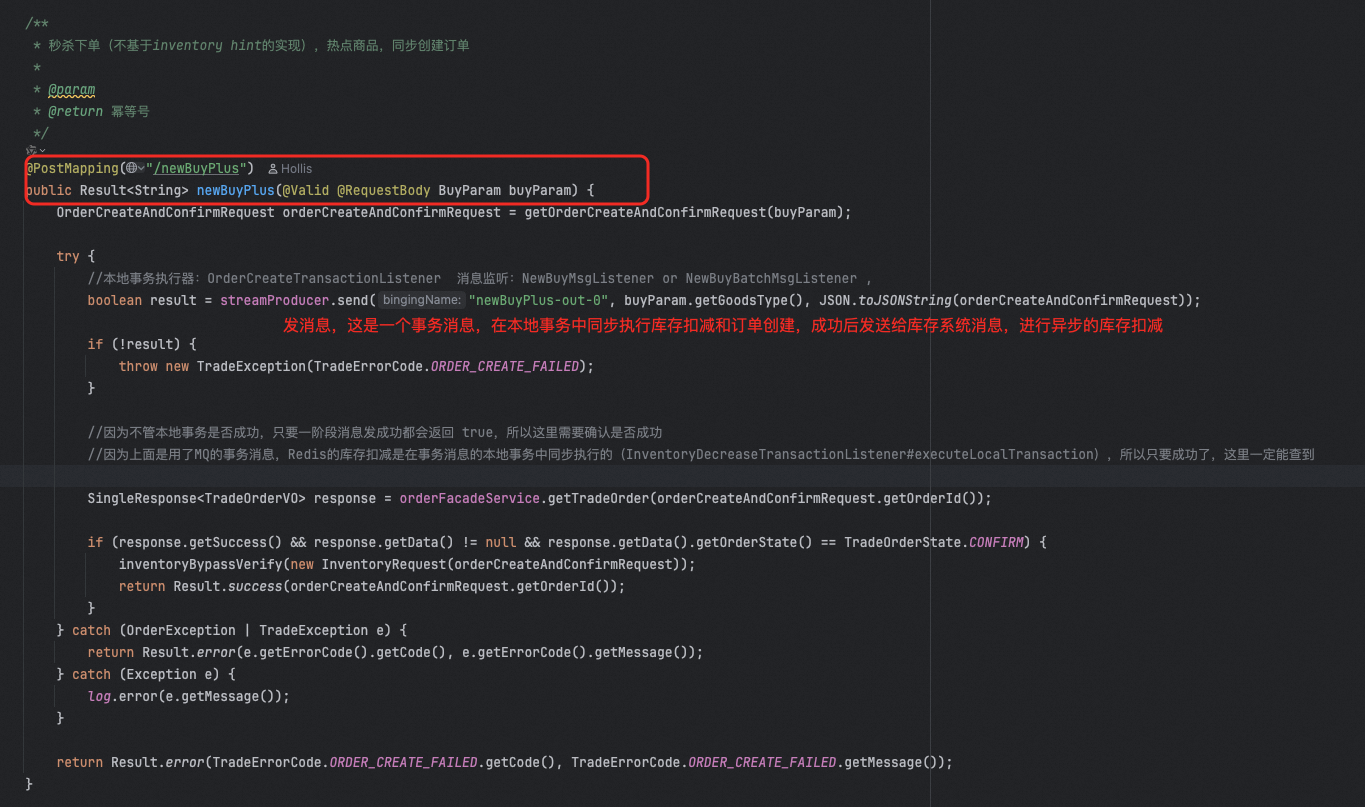 /**
* 秒杀下单（不基于inventory hint的实现），热点商品，同步创建订单
*
* @param
* @return 幂等号
*/
@PostMapping("/newBuyPlus") Hollis
public Result<String> newBuyPlus(@Valid @RequestBody BuyParam buyParam) {
OrderCreateAndConfirmRequest orderCreateAndConfirmRequest = getOrderCreateAndConfirmRequest(buyParam);
try {
//本地事务执行器：OrderCreateTransactionListener 消息监听：NewBuyMsgListener or NewBuyBatchMsgListener ,
boolean result = streamProducer.send( bingingName: "newBuyPlus-out-0", buyParam.getGoodsType(), JSON.toJSONString(orderCreateAndConfirmRequest));
发消息，这是一个事务消息，在本地事务中同步执行库存扣减和订单创建，成功后发送给库存系统消息，进行异步的库存扣减
if (!result) {
throw new TradeException(TradeErrorCode.ORDER_CREATE_FAILED);
}
//因为不管本地事务是否成功，只要一阶段消息发成功都会返回 true，所以这里需要确认是否成功
//因为上面是用了MQ的事务消息，Redis的库存扣减是在事务消息的本地事务中同步执行的（InventoryDecreaseTransactionListener#executeLocalTransaction），所以只要成功了，这里一定能查到
SingleResponse<TradeOrderVO> response = orderFacadeService.getTradeOrder(orderCreateAndConfirmRequest.getOrderId());
if (response.getSuccess() && response.getData() != null && response.getData().getOrderState() == TradeOrderState.CONFIRM) {
inventoryBypassVerify(new InventoryRequest(orderCreateAndConfirmRequest));
return Result.success(orderCreateAndConfirmRequest.getOrderId());
}
} catch (OrderException | TradeException e) {
return Result.error(e.getErrorCode().getCode(), e.getErrorCode().getMessage());
} catch (Exception e) {
log.error(e.getMessage());
}
return Result.error(TradeErrorCode.ORDER_CREATE_FAILED.getCode(), TradeErrorCode.ORDER_CREATE_FAILED.getMessage());
}